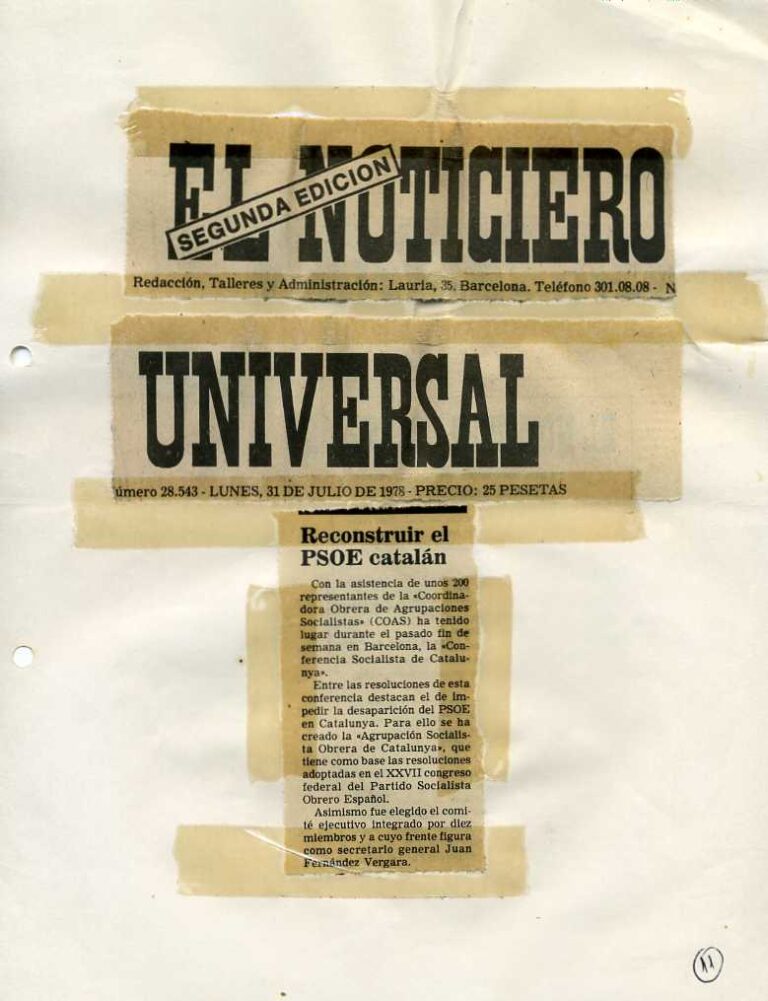 EL NOTICIERO
SEGUNDA EDICION
Redacción, Talleres y Administración: Lauria, 35. Barcelona. Teléfono 301.08.08 - N
UNIVERSAL
úmero 28.543 - LUNES, 31 DE JULIO DE 1978 - PRECIO: 25 PESETAS
Reconstruir el
PSOE catalán
Con la asistencia de unos 200
representantes de la «Coordina-
dora Obrera de Agrupaciones
Socialistas» (COAS) ha tenido
lugar durante el pasado fin de
semana en Barcelona, la «Con-
ferencia Socialista de Catalu-
nya».
Entre las resoluciones de esta
conferencia destacan el de im-
pedir la desaparición del PSOE
en Catalunya. Para ello se ha
creado la «Agrupación Socialis-
ta Obrera de Catalunya», que
tiene como base las resoluciones
adoptadas en el XXVII congreso
federal del Partido Socialista
Obrero Español.
Asimismo fue elegido el comi-
té ejecutivo integrado por diez
miembros y a cuyo frente figura
como secretario general Juan
Fernández Vergara.
11